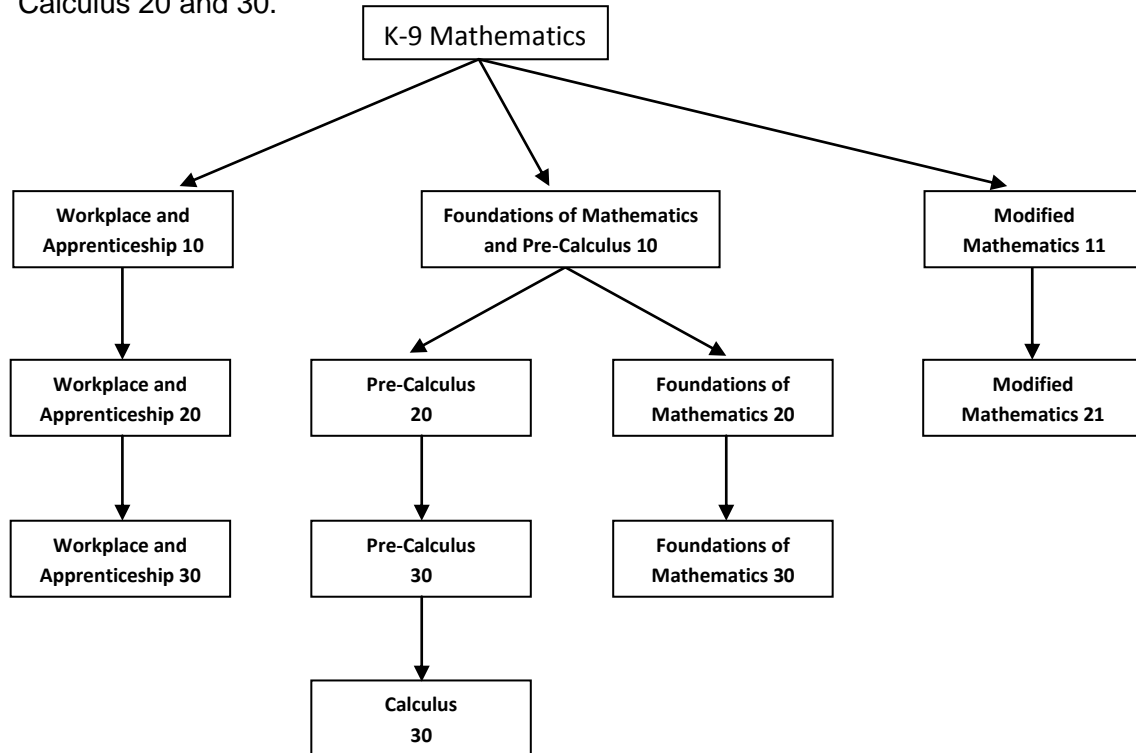 Calculus 20 and 30.
K-9 Mathematics
Workplace and
Apprenticeship 10
Foundations of Mathematics
and Pre-Calculus 10
Modified
Mathematics 11
Workplace and
Apprenticeship 20
Pre-Calculus
20
Foundations of
Mathematics 20
Modified
Mathematics 21
Workplace and
Apprenticeship 30
Pre-Calculus
30
Foundations of
Mathematics 30
Calculus
30